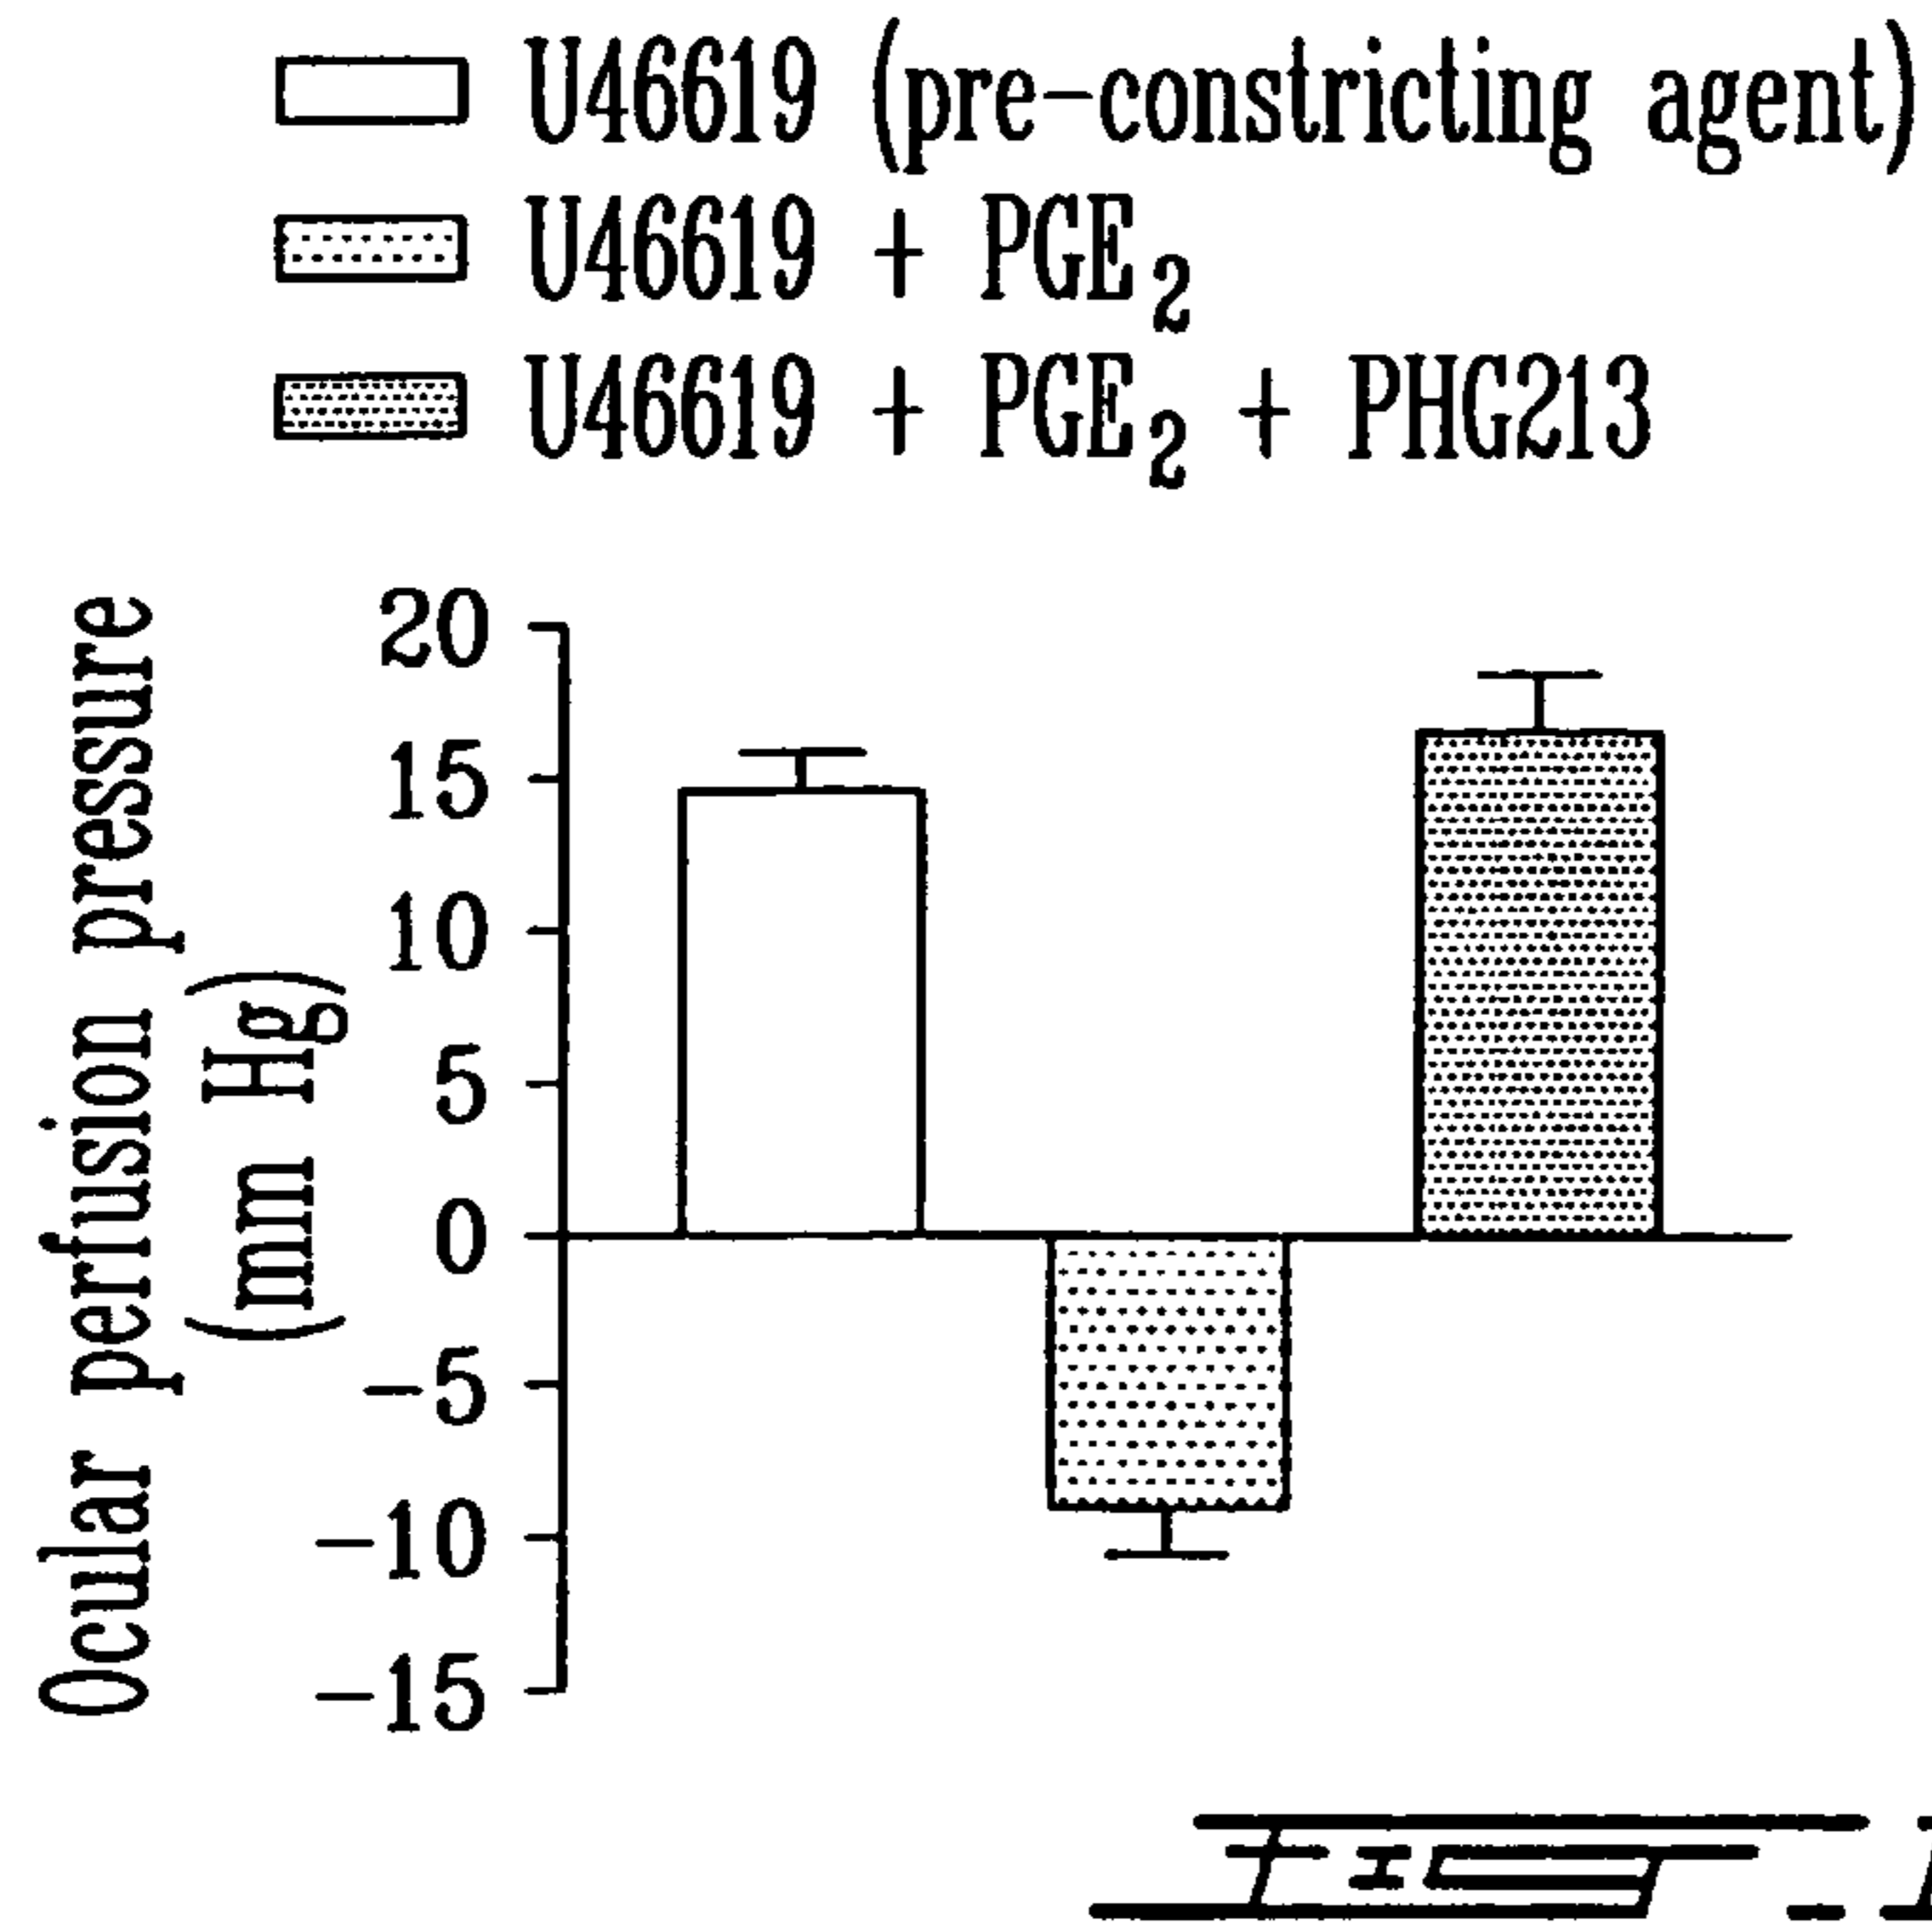 U46619 (pre-constricting agent)
U46619 + PGE₂
U46619 + PGE₂ + PHG213
Ocular perfusion pressure
(mm Hg)
20
15
10
5
0
-5
-10
-15